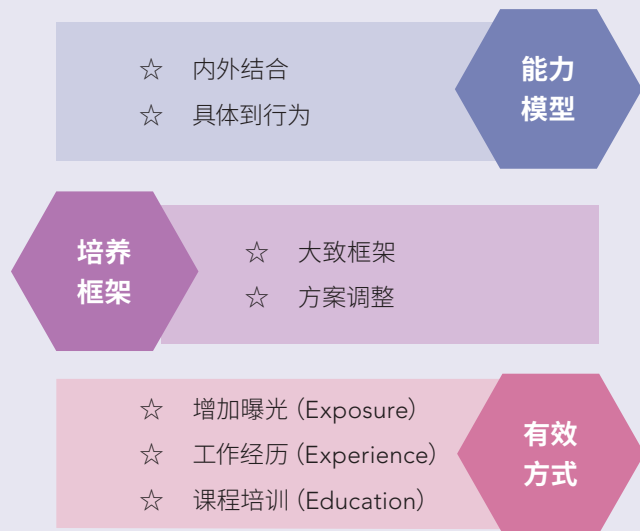 ☆ 内外结合
☆ 具体到行为
能力
模型
培养
框架
☆ 大致框架
☆ 方案调整
☆ 增加曝光（Exposure）
☆ 工作经历（Experience）
☆ 课程培训（Education）
有效
方式